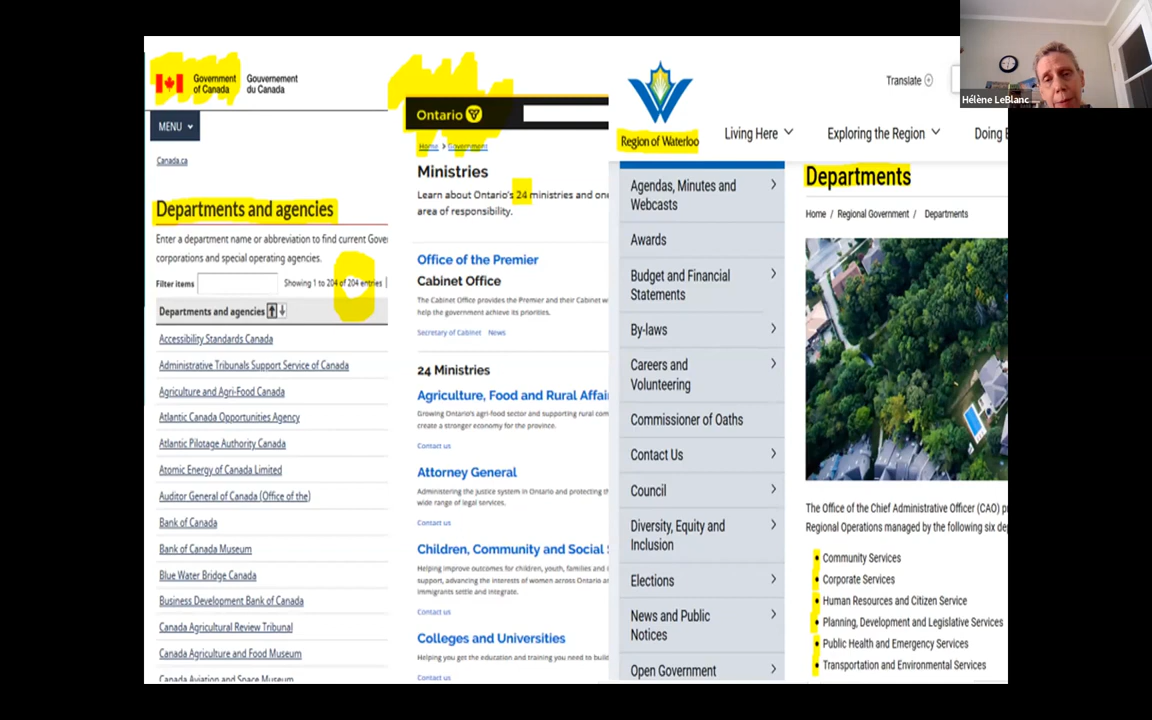 Government
of Canada
Gouvernement
du Canada
MENU
Canada.ca
Departments and agencies
Enter a department name or abbreviation to find current Gove
corporations and special operating agencies.
Filter items
Showing 1 to 204 of 204 entries |
Departments and agencies
Accessibility Standards Canada
Administrative Tribunals Support Service of Canada
Agriculture and Agri-Food Canada
Atlantic Canada Opportunities Agency
Atlantic Pilotage Authority Canada
Atomic Energy of Canada Limited
Auditor General of Canada (Office of the)
Bank of Canada
Bank of Canada Museum
Blue Water Bridge Canada
Business Development Bank of Canada
Canada Agricultural Review Tribunal
Canada Agriculture and Food Museum
Canada Aviation and Space Museum
Ontario
Home > Government
Ministries
Learn about Ontario's 24 ministries and one
area of responsibility.
Office of the Premier
Cabinet Office
The Cabinet Office provides the Premier and their Cabinet w
help the government achieve its priorities.
Secretary of Cabinet News
24 Ministries
Agriculture, Food and Rural Affai
Growing Ontario's agri-food sector and supporting rural com
create a stronger economy for the province.
Contact us
Attorney General
Administering the justice system in Ontario and protecting th
wide range of legal services.
Contact us
Children, Community and Social S
Helping improve outcomes for children, youth, families and
support, advancing the interests of women across Ontario a
immigrants settle and integrate.
Contact us
Colleges and Universities
Helping you get the education and training you need to build
Contact us
Region of Waterloo
Translate
Living Here
Exploring the Region
Doing B
Agendas, Minutes and
Webcasts
Awards
Budget and Financial
Statements
By-laws
Careers and
Volunteering
Commissioner of Oaths
Contact Us
Council
Diversity, Equity and
Inclusion
Elections
News and Public
Notices
Open Government
Departments
Home / Regional Government / Departments
The Office of the Chief Administrative Officer (CAO) p
Regional Operations managed by the following six de
• Community Services
• Corporate Services
• Human Resources and Citizen Service
• Planning, Development and Legislative Services
• Public Health and Emergency Services
• Transportation and Environmental Services
Hélène LeBlanc